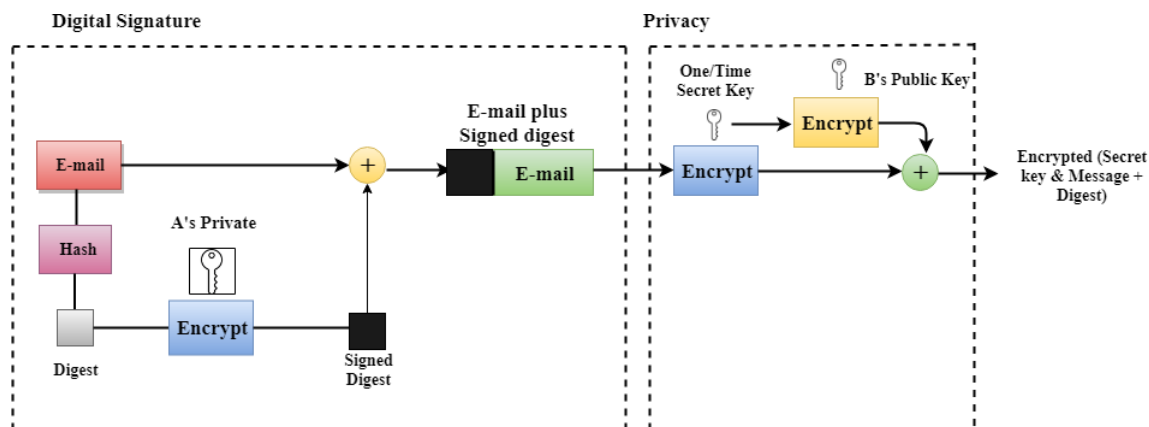 Digital Signature
Privacy
One/Time
Secret Key
B's Public Key
E-mail plus
Signed digest
Encrypt
E-mail
+
E-mail
Encrypt
+
Encrypted (Secret
key & Message +
Digest)
A's Private
Hash
Encrypt
Digest
Signed
Digest